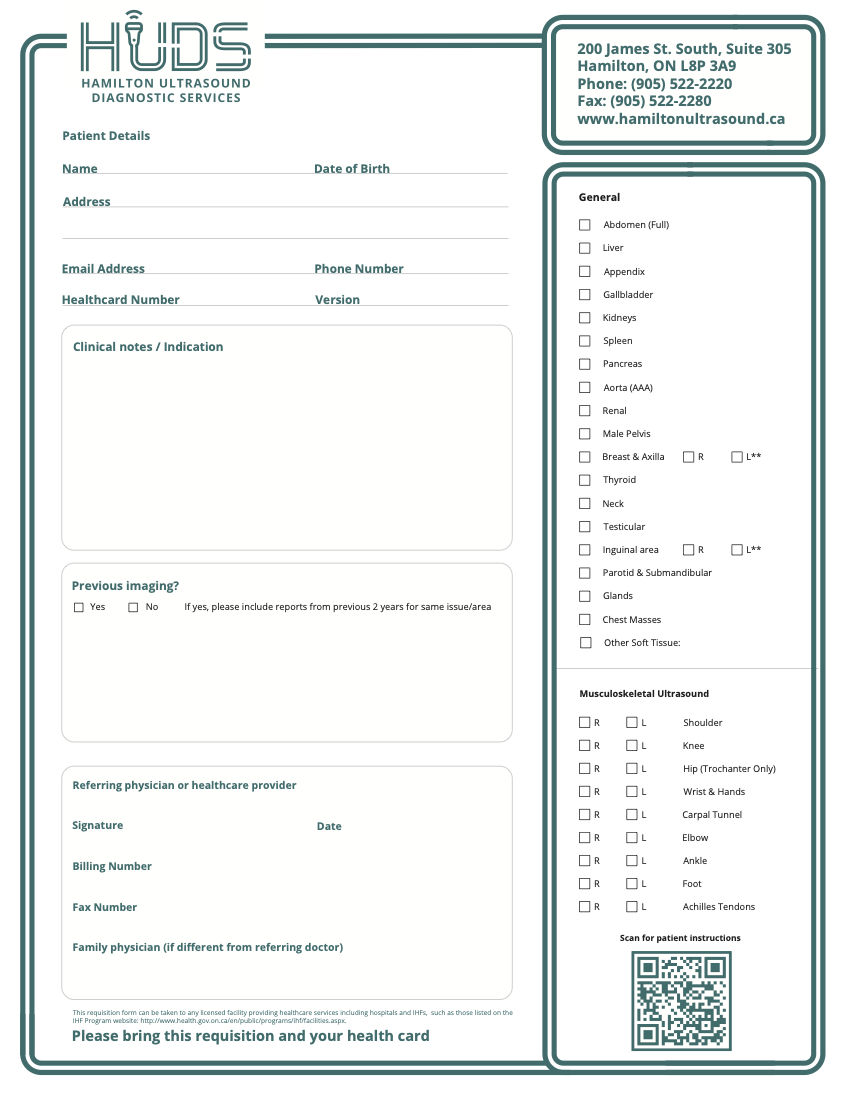 HUDS
HAMILTON ULTRASOUND
DIAGNOSTIC SERVICES
200 James St. South, Suite 305
Hamilton, ON L8P 3A9
Phone: (905) 522-2220
Fax: (905) 522-2280
www.hamiltonultrasound.ca
Patient Details
Name Date of Birth
Address
Email Address Phone Number
Healthcard Number Version
Clinical notes / Indication
Previous imaging?
Yes No If yes, please include reports from previous 2 years for same issue/area
Referring physician or healthcare provider
Signature Date
Billing Number
Fax Number
Family physician (if different from referring doctor)
This requisition form can be taken to any licensed facility providing healthcare services including hospitals and IHFs, such as those listed on the
IHF Program website: http://www.health.gov.on.ca/en/public/programs/ihf/facilities.aspx.
Please bring this requisition and your health card
General
Abdomen (Full)
Liver
Appendix
Gallbladder
Kidneys
Spleen
Pancreas
Aorta (AAA)
Renal
Male Pelvis
Breast & Axilla R L**
Thyroid
Neck
Testicular
Inguinal area R L**
Parotid & Submandibular
Glands
Chest Masses
Other Soft Tissue:
Musculoskeletal Ultrasound
R L Shoulder
R L Knee
R L Hip (Trochanter Only)
R L Wrist & Hands
R L Carpal Tunnel
R L Elbow
R L Ankle
R L Foot
R L Achilles Tendons
Scan for patient instructions